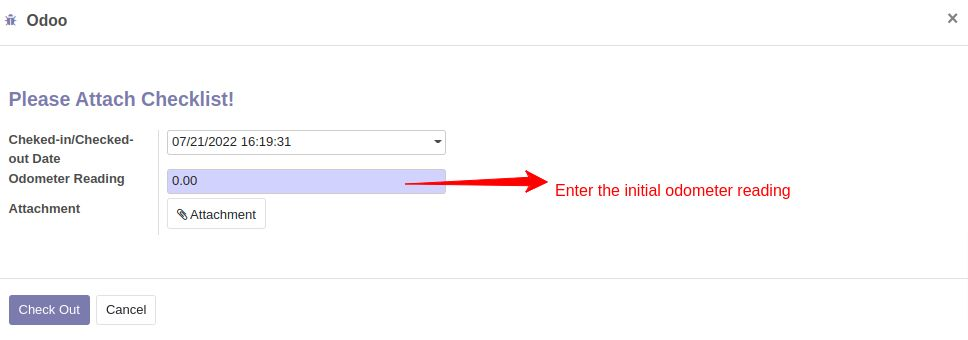 Odoo ×
Please Attach Checklist!
Cheked-in/Checked-
out Date
07/21/2022 16:19:31
Odometer Reading
0.00
Enter the initial odometer reading
Attachment
Attachment
Check Out
Cancel